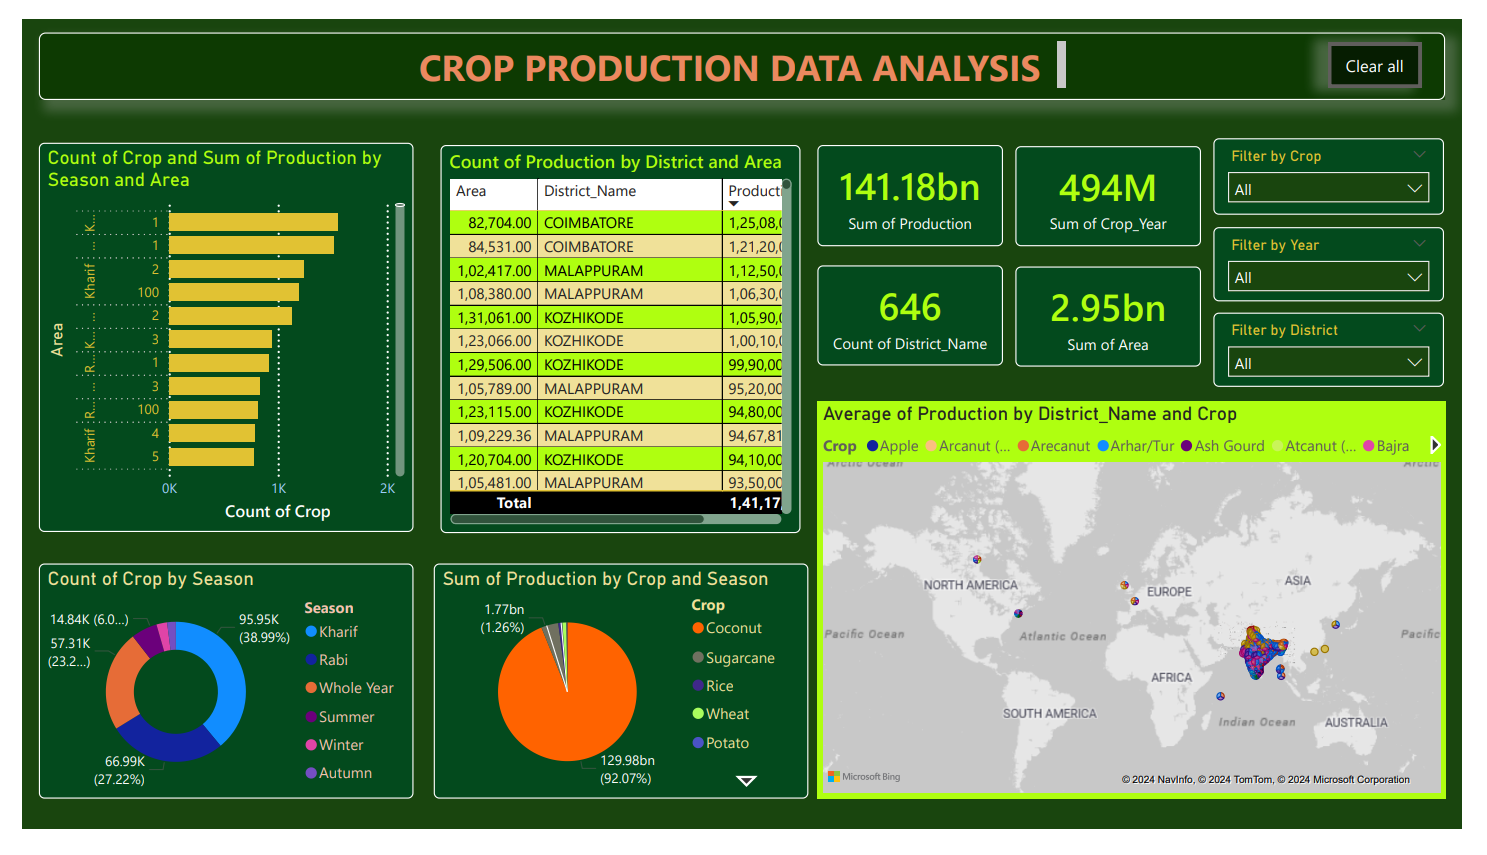 CROP PRODUCTION DATA ANALYSIS
Clear all
Count of Crop and Sum of Production by
Season and Area
Area
K...
1
...
1
Kharif
2
100
...
2
K...
3
R...
1
...
3
R...
100
Kharif
4
5
0K
1K
2K
Count of Crop
Count of Production by District and Area
Area District_Name Producti
82,704.00 COIMBATORE 1,25,08,0
84,531.00 COIMBATORE 1,21,20,0
1,02,417.00 MALAPPURAM 1,12,50,0
1,08,380.00 MALAPPURAM 1,06,30,0
1,31,061.00 KOZHIKODE 1,05,90,0
1,23,066.00 KOZHIKODE 1,00,10,0
1,29,506.00 KOZHIKODE 99,90,00
1,05,789.00 MALAPPURAM 95,20,00
1,23,115.00 KOZHIKODE 94,80,00
1,09,229.36 MALAPPURAM 94,67,81
1,20,704.00 KOZHIKODE 94,10,00
1,05,481.00 MALAPPURAM 93,50,00
Total 1,41,17,
141.18bn
Sum of Production
494M
Sum of Crop_Year
646
Count of District_Name
2.95bn
Sum of Area
Filter by Crop
All
Filter by Year
All
Filter by District
All
Count of Crop by Season
14.84K (6.0...)
57.31K
(23.2...)
95.95K
(38.99%)
66.99K
(27.22%)
Season
Kharif
Rabi
Whole Year
Summer
Winter
Autumn
Sum of Production by Crop and Season
1.77bn
(1.26%)
129.98bn
(92.07%)
Crop
Coconut
Sugarcane
Rice
Wheat
Potato
Average of Production by District_Name and Crop
Crop Apple Arcanut (... Arecanut Arhar/Tur Ash Gourd Atcanut (... Bajra
Arctic Ocean
Arctic
NORTH AMERICA
EUROPE
ASIA
Pacific Ocean
Atlantic Ocean
Pacific
AFRICA
SOUTH AMERICA
Indian Ocean
AUSTRALIA
Microsoft Bing
© 2024 NavInfo, © 2024 TomTom, © 2024 Microsoft Corporation